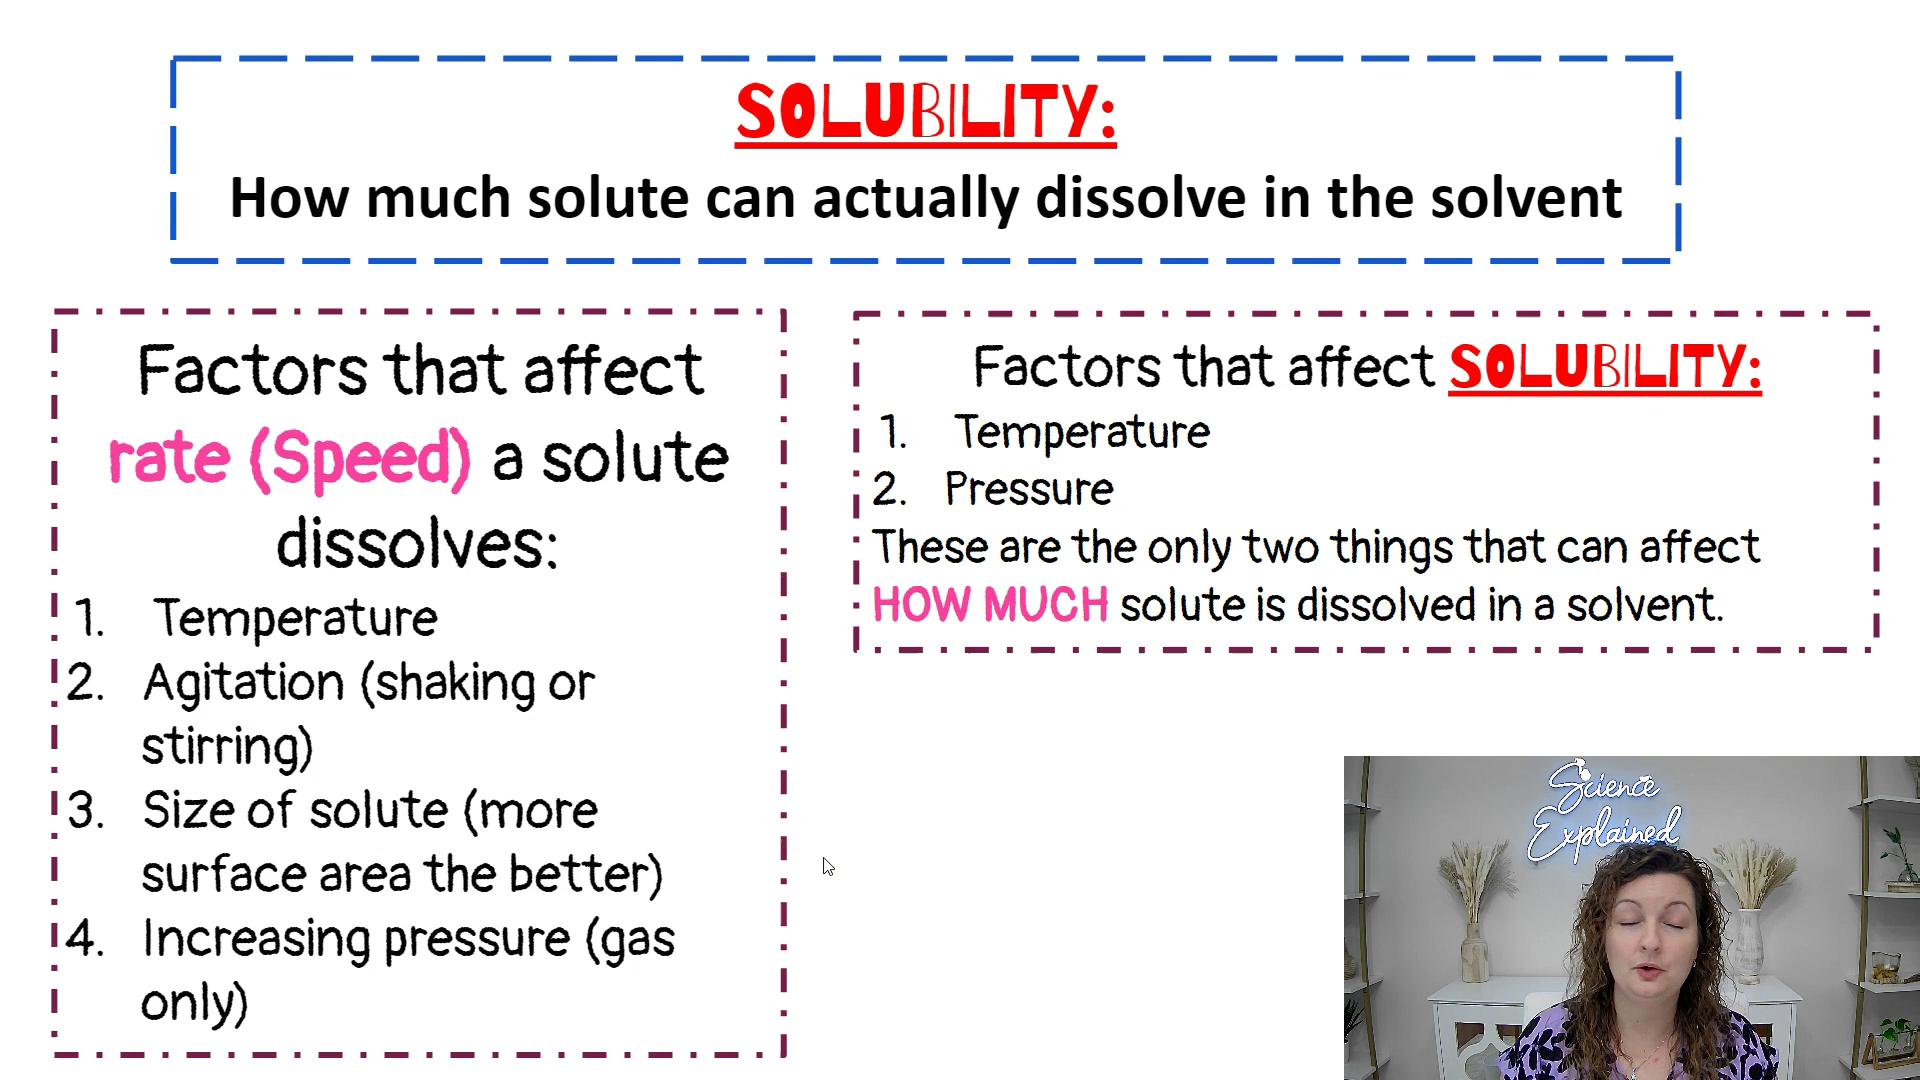 SOLUBILITY:
How much solute can actually dissolve in the solvent
Factors that affect
rate (Speed) a solute
dissolves:
1. Temperature
2. Agitation (shaking or
stirring)
3. Size of solute (more
surface area the better)
4. Increasing pressure (gas
only)
Factors that affect SOLUBILITY:
1. Temperature
2. Pressure
These are the only two things that can affect
HOW MUCH solute is dissolved in a solvent.
Science
Explained